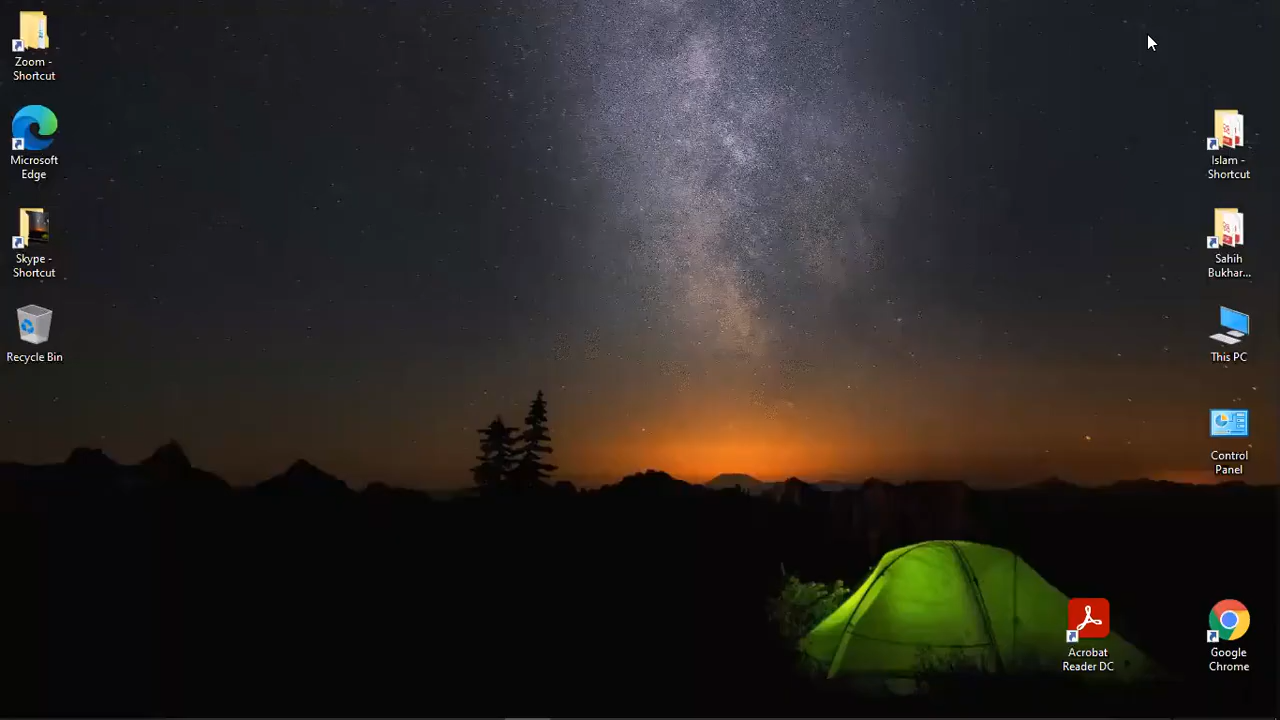 Zoom -
Shortcut
Microsoft
Edge
Skype -
Shortcut
Recycle Bin
Islam -
Shortcut
Sahih
Bukhar...
This PC
Control
Panel
Acrobat
Reader DC
Google
Chrome